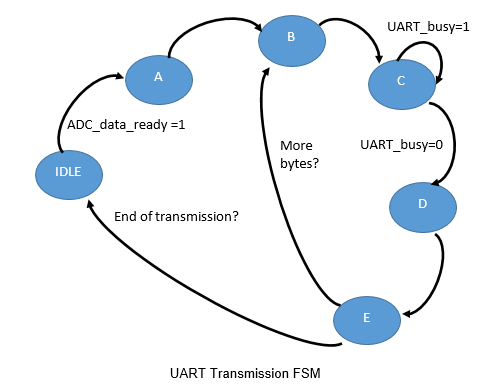 UART_busy=1
B
A
C
ADC_data_ready =1
UART_busy=0
More
bytes?
IDLE
D
End of transmission?
E
UART Transmission FSM